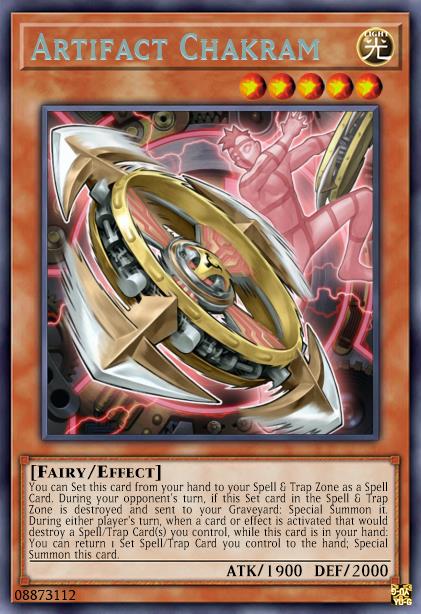 ARTIFACT CHAKRAM
LIGHT
光
[FAIRY/EFFECT]
You can Set this card from your hand to your Spell & Trap Zone as a Spell
Card. During your opponent's turn, if this Set card in the Spell & Trap
Zone is destroyed and sent to your Graveyard: Special Summon it.
During either player's turn, when a card or effect is activated that would
destroy a Spell/Trap Card(s) you control, while this card is in your hand:
You can return 1 Set Spell/Trap Card you control to the hand; Special
Summon this card.
ATK/1900 DEF/2000
08873112